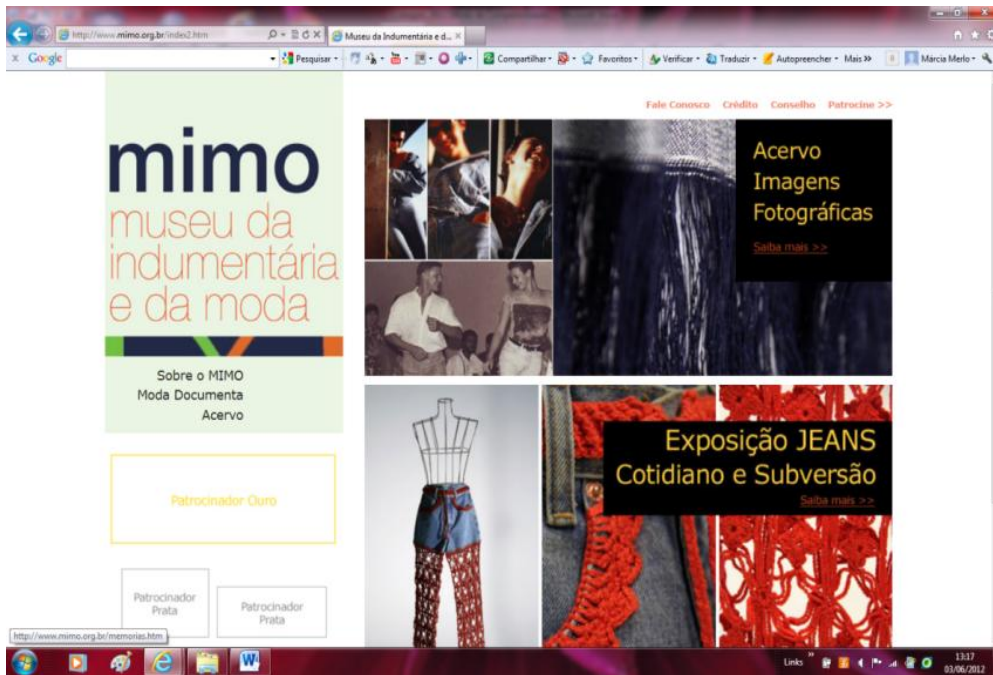 http://www.mimo.org.br/index2.htm
Museu da Indumentária e d...
x Google
Pesquisar
Compartilhar
Favoritos
Verificar
Traduzir
Autopreencher
Mais »
Márcia Merlo
Fale Conosco Crédito Conselho Patrocine >>
mimo
museu da
indumentária
e da moda
Sobre o MIMO
Moda Documenta
Acervo
Patrocinador Ouro
Patrocinador
Prata
Patrocinador
Prata
Acervo
Imagens
Fotográficas
Saiba mais >>
Exposição JEANS
Cotidiano e Subversão
Saiba mais >>
http://www.mimo.org.br/memorias.htm
Links »
13:17
03/06/2012